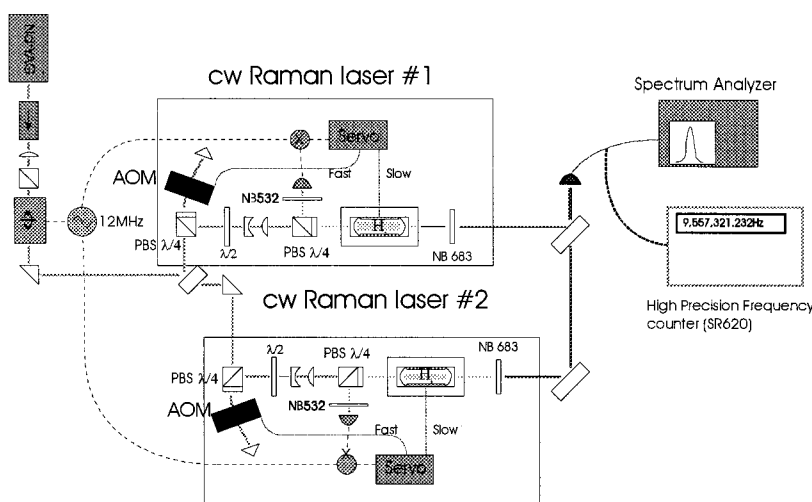 Nd:YAG
cw Raman laser #1
Spectrum Analyzer
Servo
AOM
Fast
Slow
NB532
Φ
12MHz
H
9,557,321.232Hz
PBS λ/4
λ/2
PBS λ/4
NB 683
cw Raman laser #2
High Precision Frequency
counter (SR620)
λ/2
PBS λ/4
NB 683
PBS λ/4
H
AOM
NB532
Fast
Slow
Servo